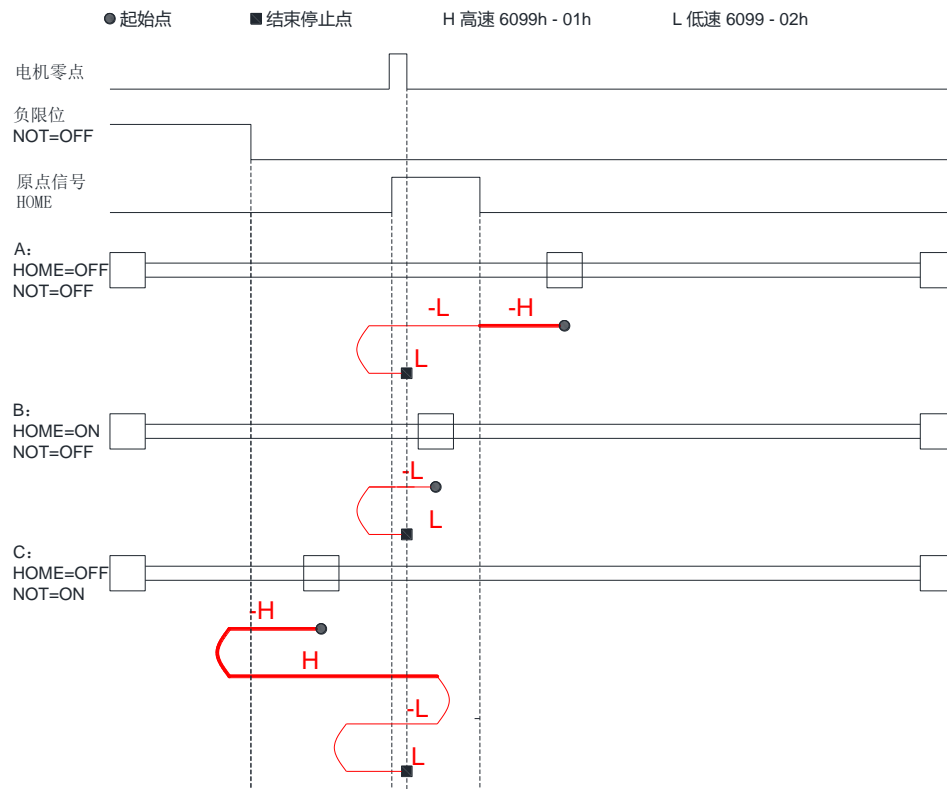 起始点 结束停止点 H 高速 6099h - 01h L 低速 6099 - 02h
电机零点
负限位
NOT=OFF
原点信号
HOME
A:
HOME=OFF
NOT=OFF
-L -H
L
B:
HOME=ON
NOT=OFF
-L
L
C:
HOME=OFF
NOT=ON
-H
H
-L
L